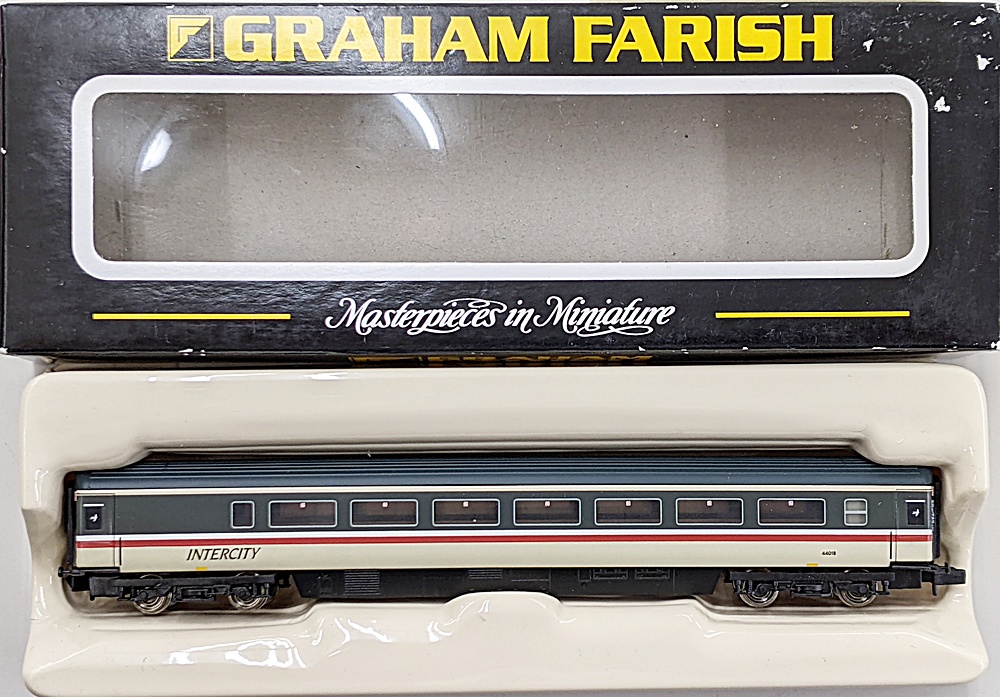 GRAHAM FARISH
Masterpieces in Miniature
INTERCITY
44018